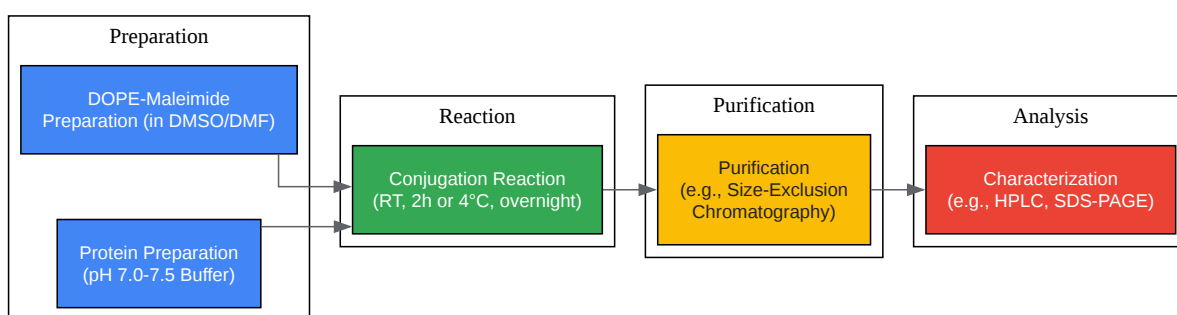 Preparation
DOPE-Maleimide
Preparation (in DMSO/DMF)
Protein Preparation
(pH 7.0-7.5 Buffer)
Reaction
Conjugation Reaction
(RT, 2h or 4°C, overnight)
Purification
Purification
(e.g., Size-Exclusion
Chromatography)
Analysis
Characterization
(e.g., HPLC, SDS-PAGE)